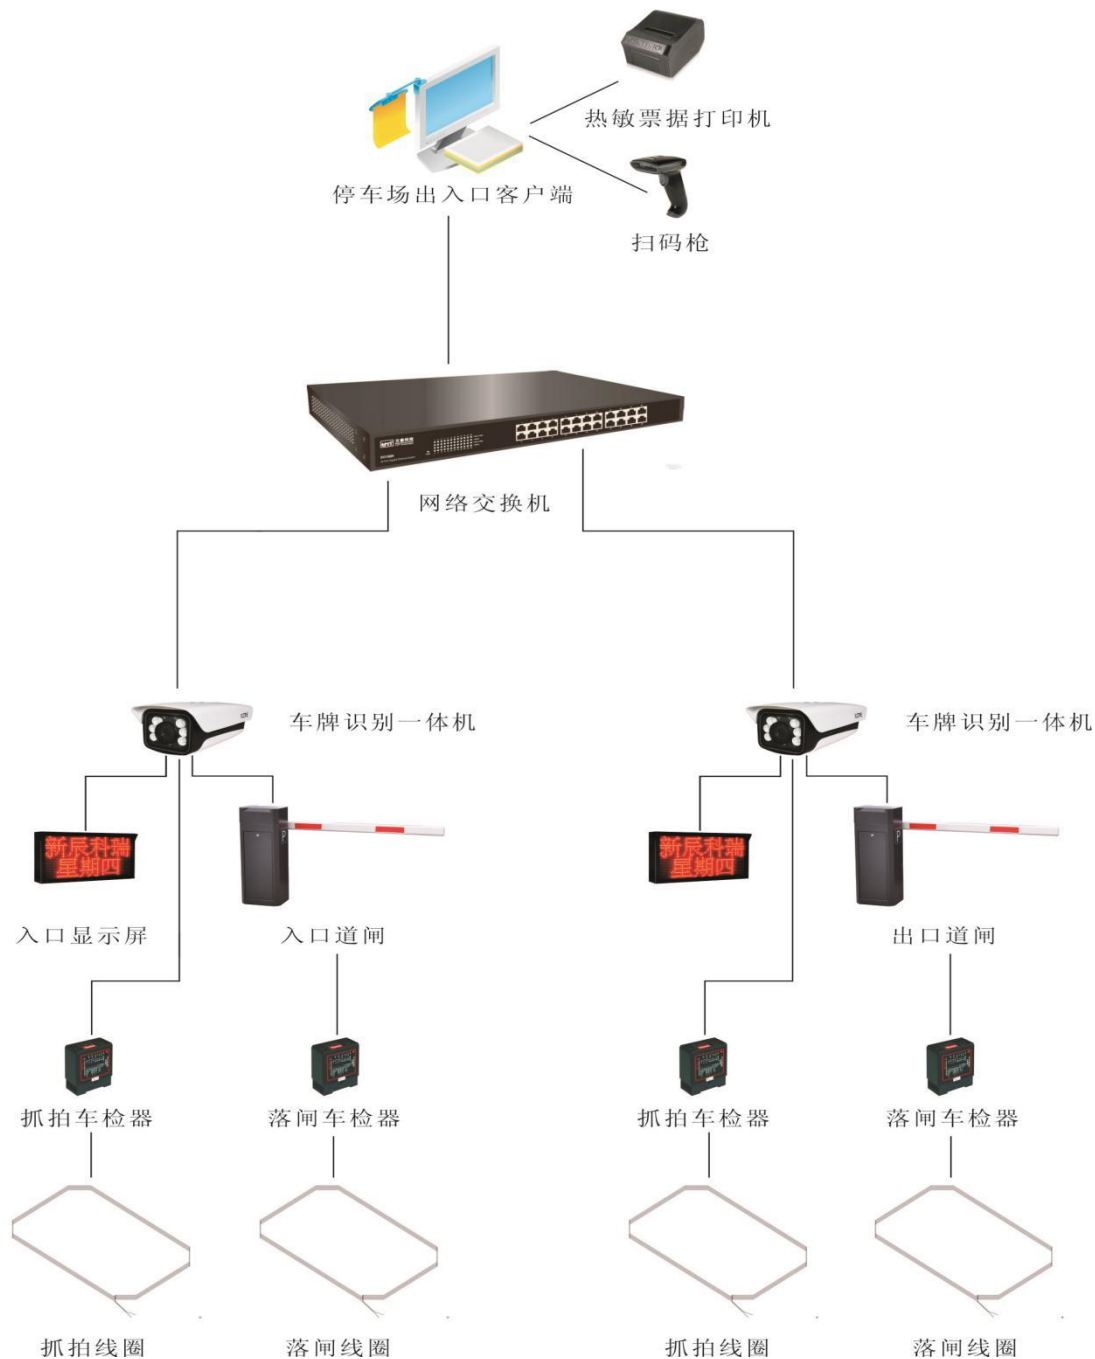 热敏票据打印机
停车场出入口客户端
扫码枪
网络交换机
车牌识别一体机
车牌识别一体机
新辰科瑞
星期四
新辰科瑞
星期四
入口显示屏
入口道闸
出口道闸
抓拍车检器
落闸车检器
抓拍车检器
落闸车检器
抓拍线圈
落闸线圈
抓拍线圈
落闸线圈